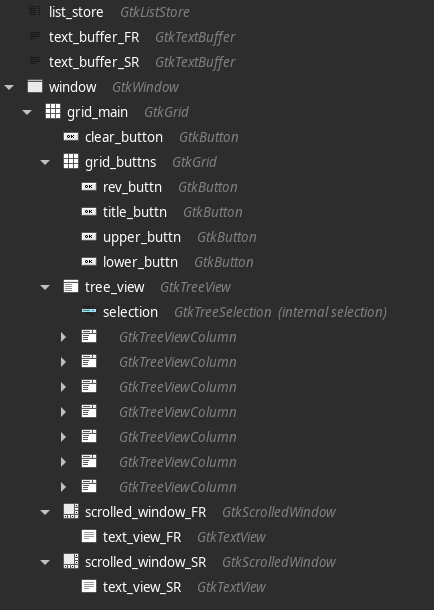 list_store GtkListStore
text_buffer_FR GtkTextBuffer
text_buffer_SR GtkTextBuffer
window GtkWindow
grid_main GtkGrid
clear_button GtkButton
grid_buttns GtkGrid
rev_buttn GtkButton
title_buttn GtkButton
upper_buttn GtkButton
lower_buttn GtkButton
tree_view GtkTreeView
selection GtkTreeSelection (internal selection)
GtkTreeViewColumn
GtkTreeViewColumn
GtkTreeViewColumn
GtkTreeViewColumn
GtkTreeViewColumn
GtkTreeViewColumn
GtkTreeViewColumn
scrolled_window_FR GtkScrolledWindow
text_view_FR GtkTextView
scrolled_window_SR GtkScrolledWindow
text_view_SR GtkTextView